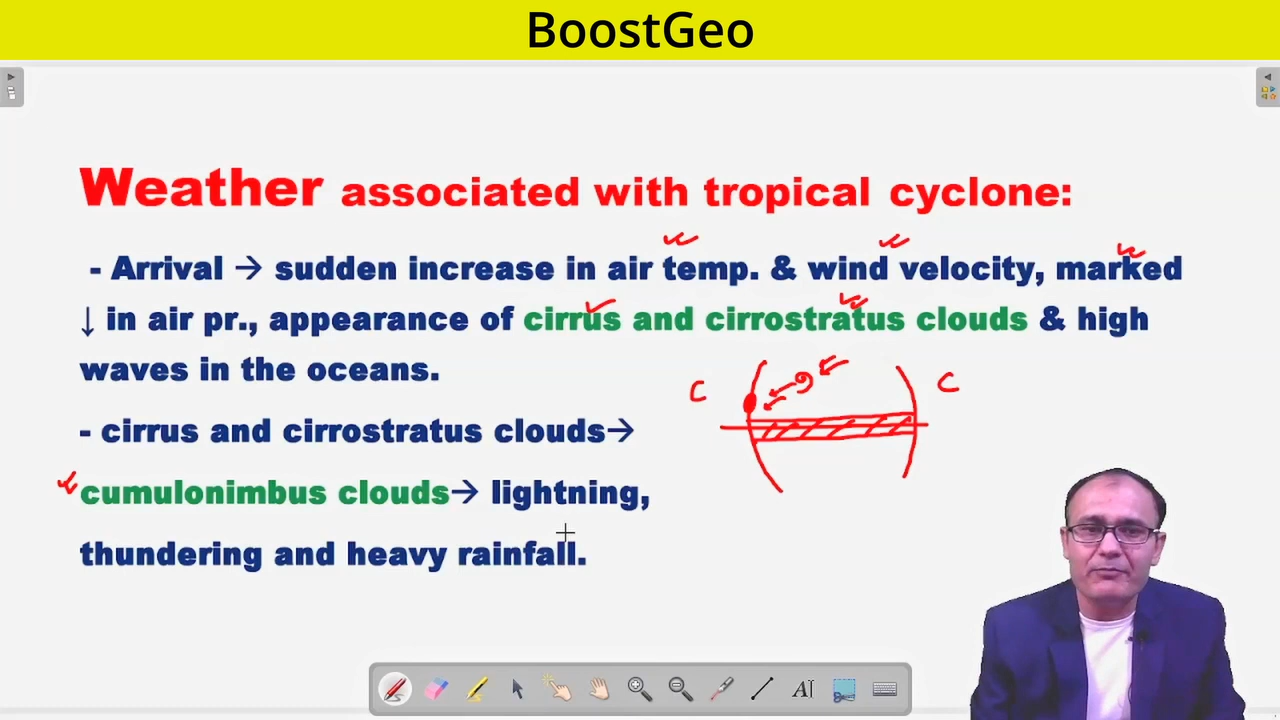 BoostGeo
Weather associated with tropical cyclone:
- Arrival → sudden increase in air temp. & wind velocity, marked
↓ in air pr., appearance of cirrus and cirrostratus clouds & high
waves in the oceans.
C C
- cirrus and cirrostratus clouds→
cumulonimbus clouds→ lightning,
thundering and heavy rainfall.